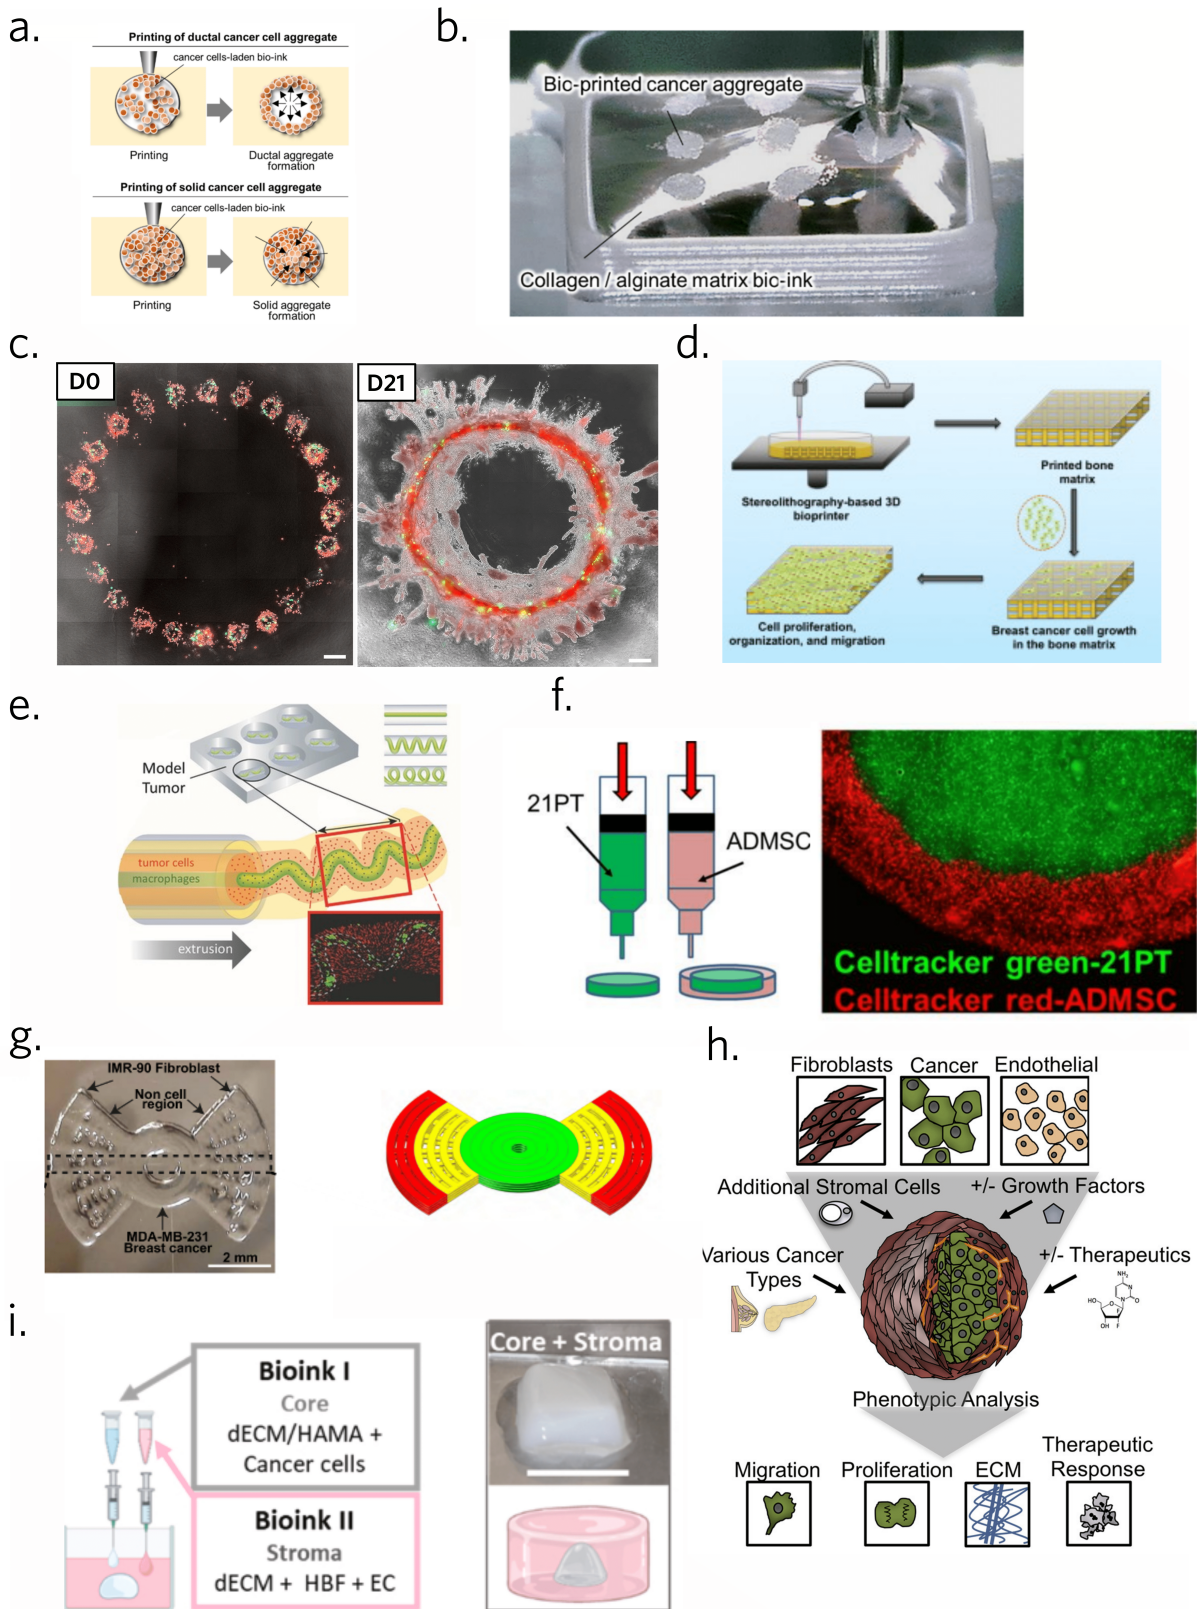 a.
Printing of ductal cancer cell aggregate
cancer cells-laden bio-ink
Printing
Ductal aggregate
formation
Printing of solid cancer cell aggregate
cancer cells-laden bio-ink
Printing
Solid aggregate
formation
b.
Bio-printed cancer aggregate
Collagen / alginate matrix bio-ink
c.
D0
D21
d.
Stereolithography-based 3D
bioprinter
Printed bone
matrix
Cell proliferation,
organization, and migration
Breast cancer cell growth
in the bone matrix
e.
Model
Tumor
tumor cells
macrophages
extrusion
f.
21PT
ADMSC
Celltracker green-21PT
Celltracker red-ADMSC
g.
IMR-90 Fibroblast
Non cell
region
MDA-MB-231
Breast cancer
2 mm
h.
Fibroblasts
Cancer
Endothelial
Additional Stromal Cells
+/- Growth Factors
Various Cancer
Types
+/- Therapeutics
NH₂
N
N
O
HO
O
OH
F
F
Phenotypic Analysis
Migration
Proliferation
ECM
Therapeutic
Response
i.
Bioink I
Core
dECM/HAMA +
Cancer cells
Bioink II
Stroma
dECM + HBF + EC
Core + Stroma